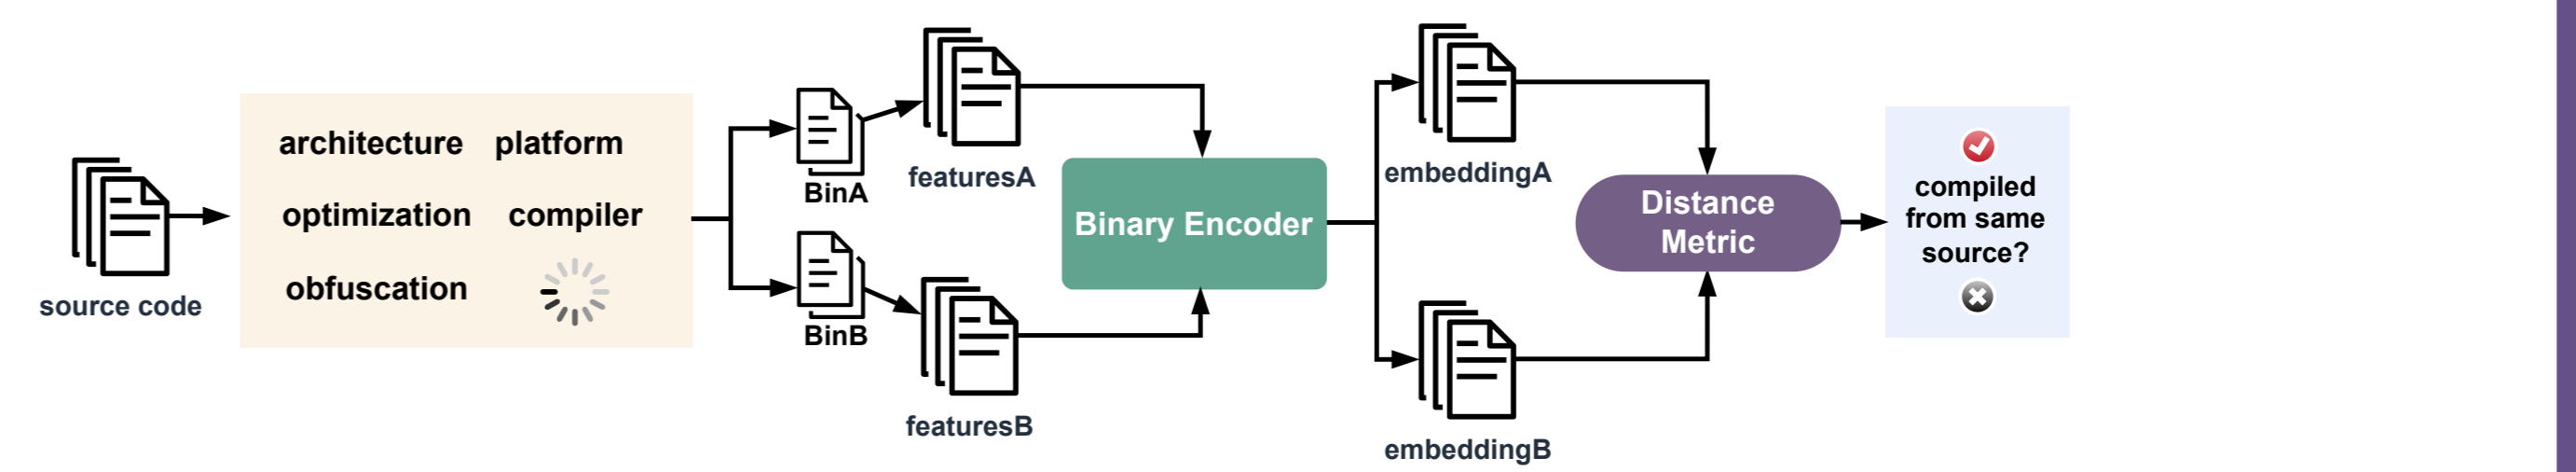 source code
architecture platform
optimization compiler
obfuscation
BinA
BinB
featuresA
featuresB
Binary Encoder
embeddingA
embeddingB
Distance
Metric
compiled
from same
source?